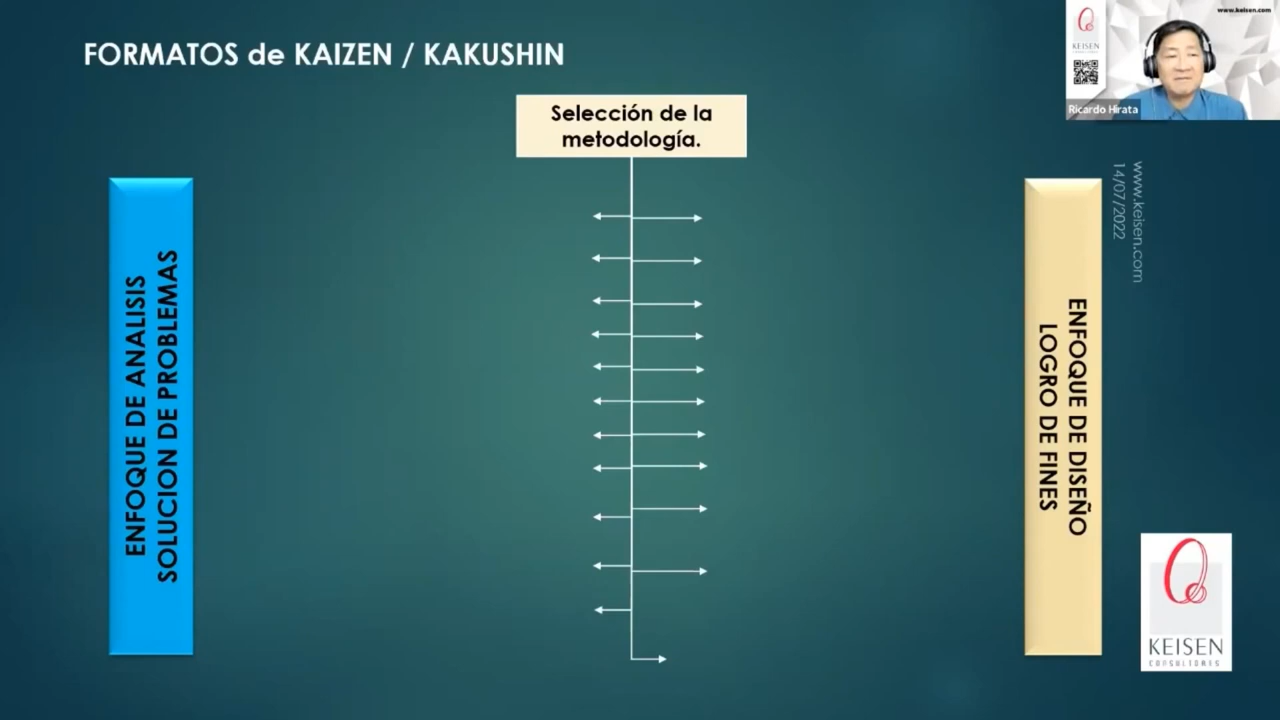 FORMATOS de KAIZEN / KAKUSHIN
www.keisen.com
KEISEN
Ricardo Hirata
Selección de la
metodología.
ENFOQUE DE ANALISIS
SOLUCION DE PROBLEMAS
ENFOQUE DE DISEÑO
LOGRO DE FINES
www.keisen.com
14/07/2022
KEISEN
CONSULTORES